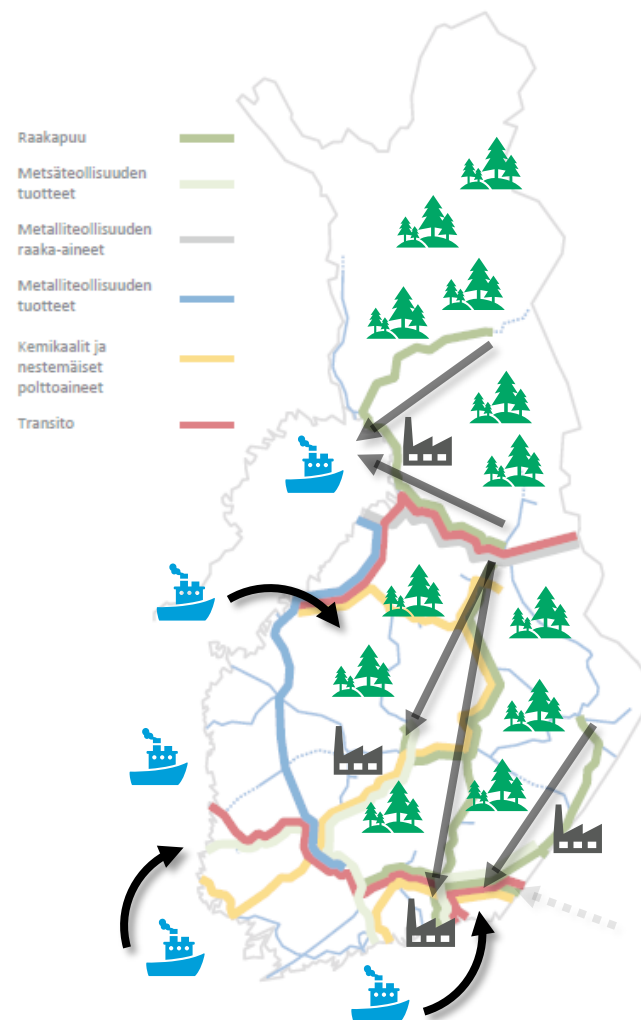 Raakapuu
Metsäteollisuuden
tuotteet
Metalliteollisuuden
raaka-aineet
Metalliteollisuuden
tuotteet
Kemikaalit ja
nestemäiset
polttoaineet
Transito